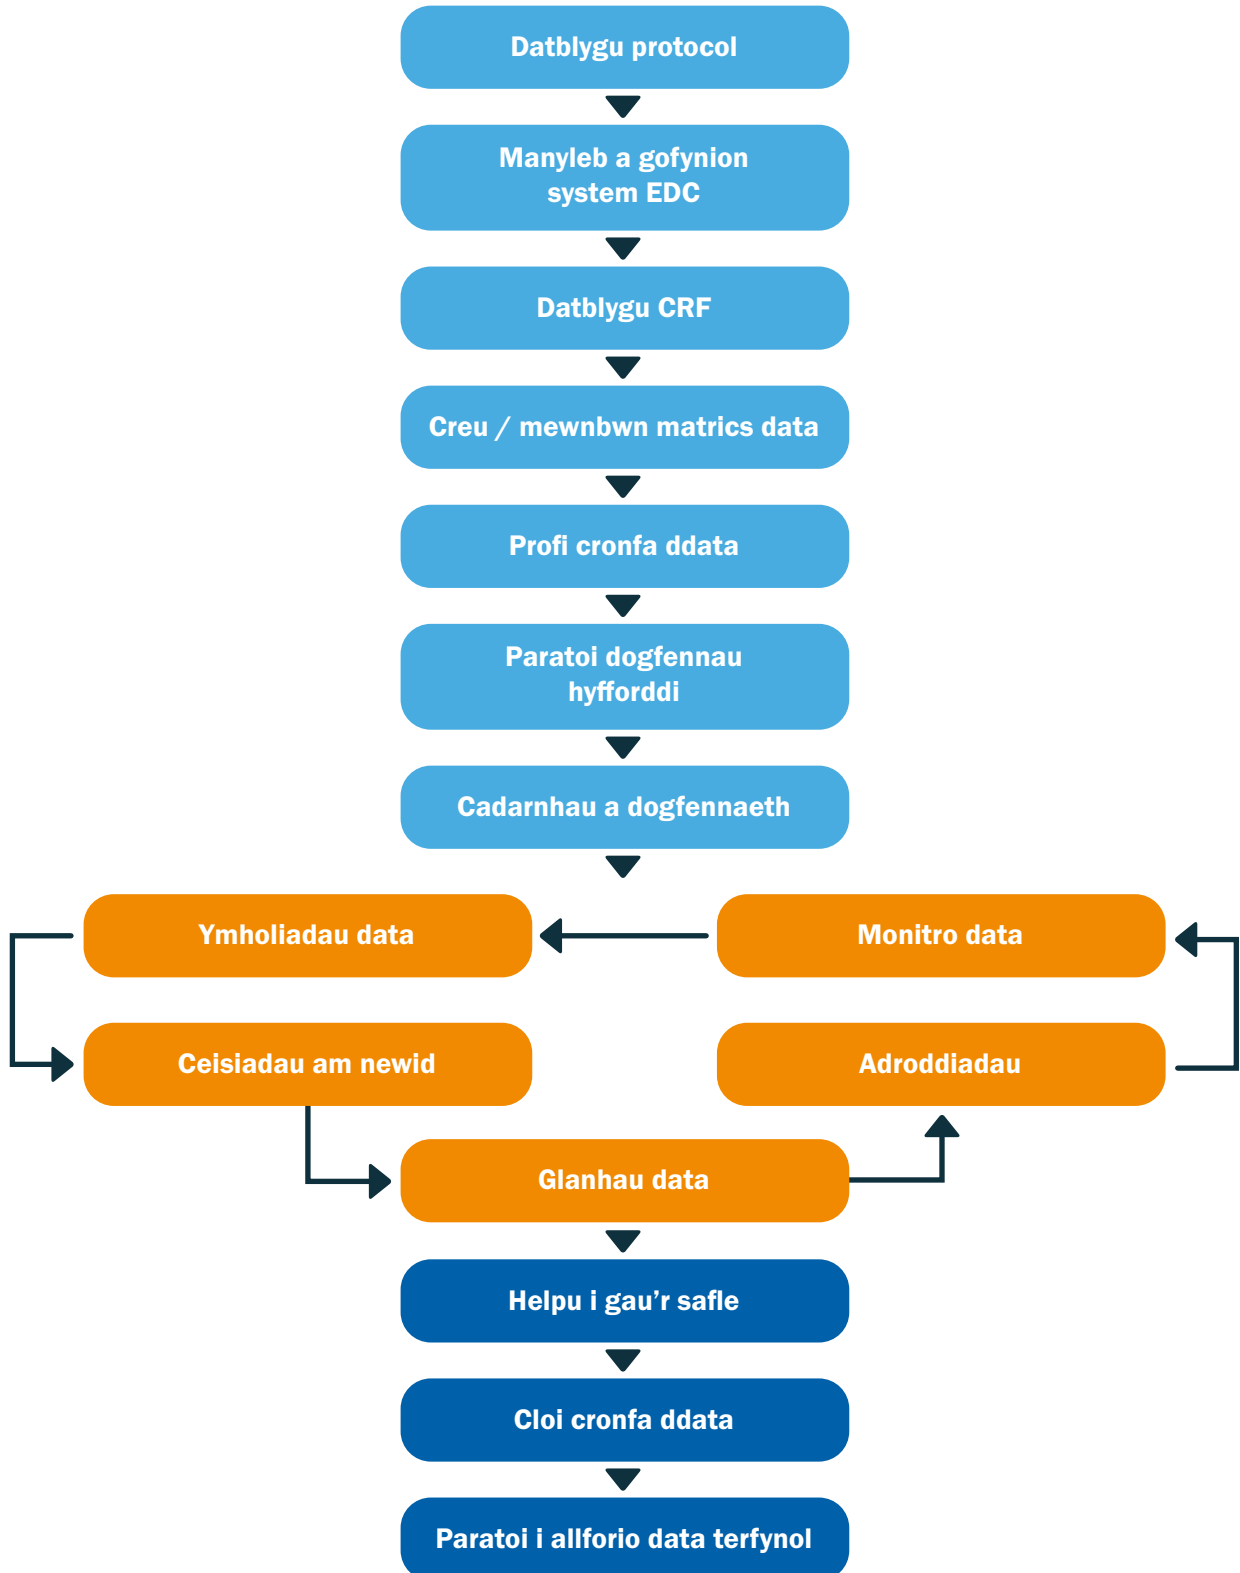 Datblygu protocol
Manyleb a gofynion
system EDC
Datblygu CRF
Creu / mewnbwn matrics data
Profi cronfa ddata
Paratoi dogfennau
hyfforddi
Cadarnhau a dogfennaeth
Ymholiadau data
Monitro data
Ceisiadau am newid
Adroddiadau
Glanhau data
Helpu i gau’r safle
Cloi cronfa ddata
Paratoi i allforio data terfynol